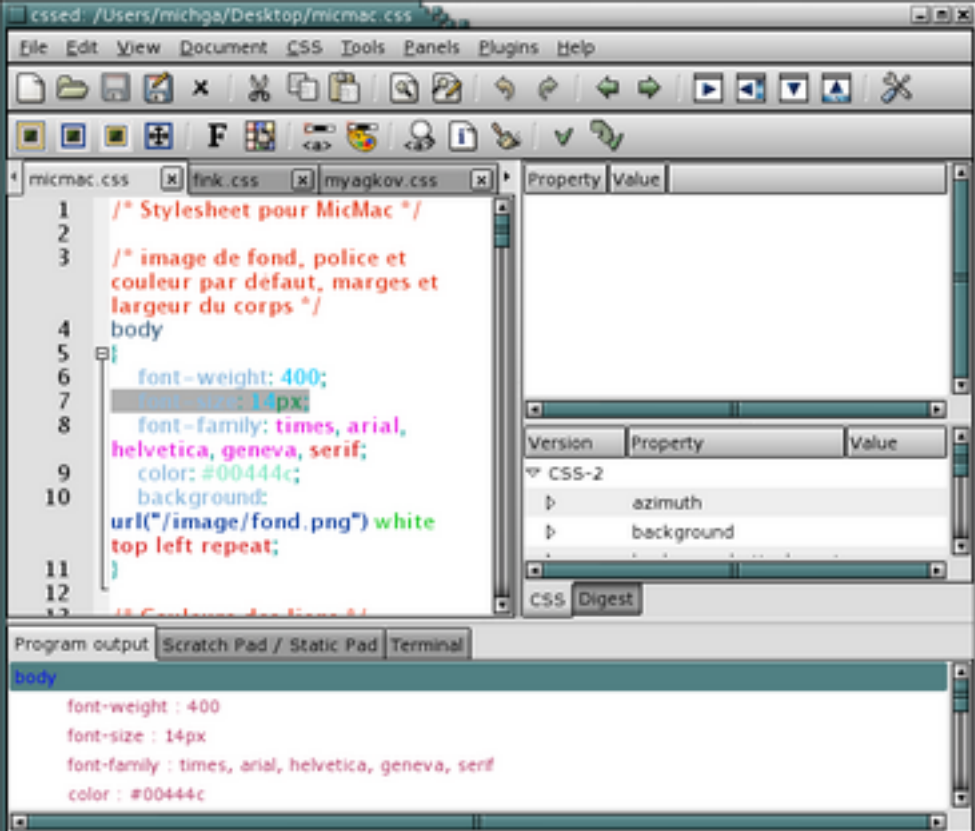 cssed: /Users/michga/Desktop/micmac.css
File Edit View Document CSS Tools Panels Plugins Help
micmac.css fink.css myagkov.css
Property Value
1 /* Stylesheet pour MicMac */
2
3 /* image de fond, police et
couleur par défaut, marges et
largeur du corps */
4 body
5 {
6 font-weight: 400;
7 font-size: 14px;
8 font-family: times, arial,
helvetica, geneva, serif;
9 color: #00444c;
10 background:
url("/image/fond.png") white
top left repeat;
11 }
12
13 /* Couleurs des liens */
Version Property Value
CSS-2
azimuth
background
CSS Digest
Program output Scratch Pad / Static Pad Terminal
body
font-weight : 400
font-size : 14px
font-family : times, arial, helvetica, geneva, serif
color : #00444c